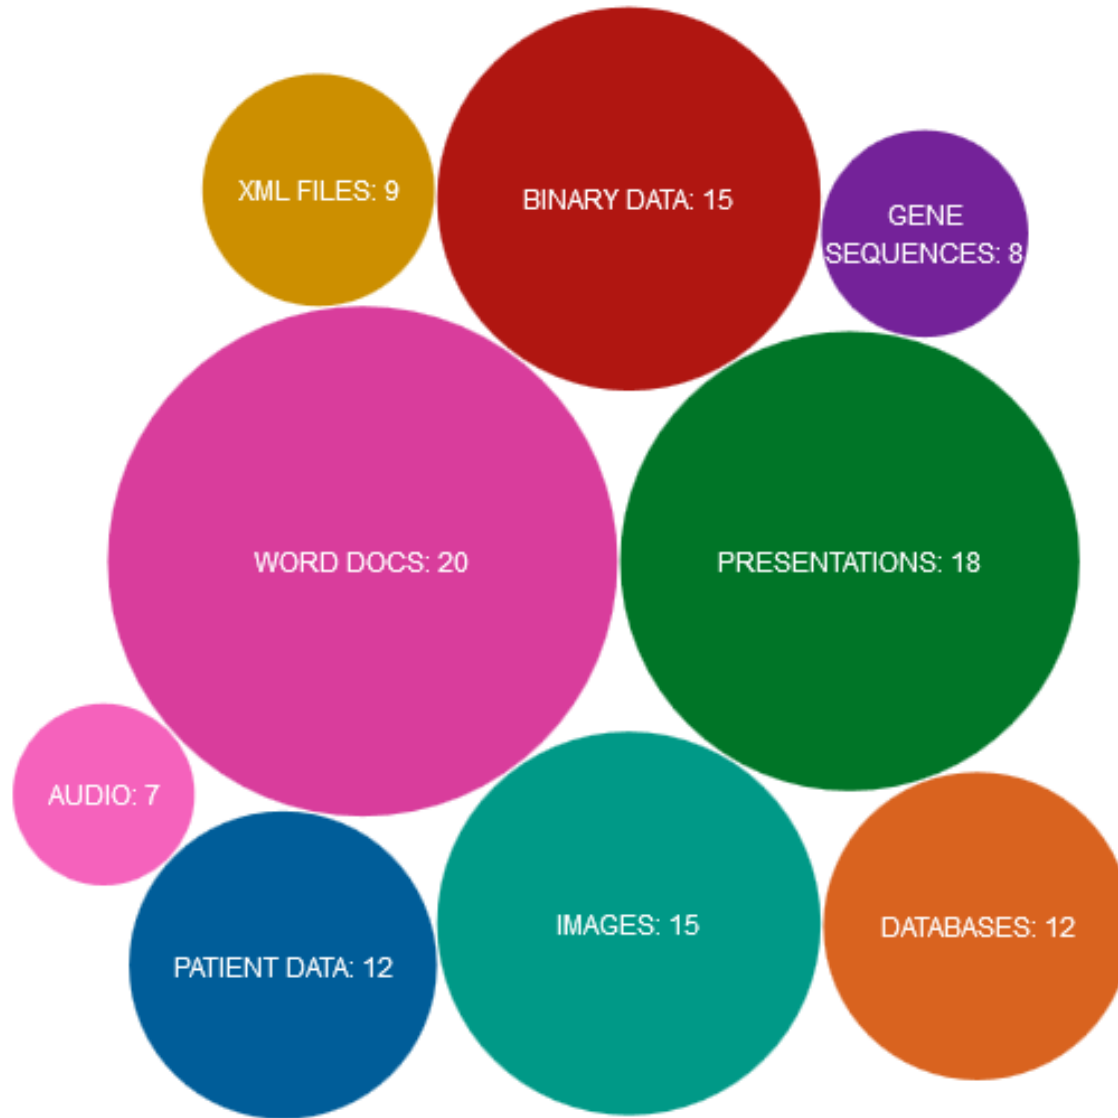 XML FILES: 9
BINARY DATA: 15
GENE
SEQUENCES: 8
WORD DOCS: 20
PRESENTATIONS: 18
AUDIO: 7
PATIENT DATA: 12
IMAGES: 15
DATABASES: 12